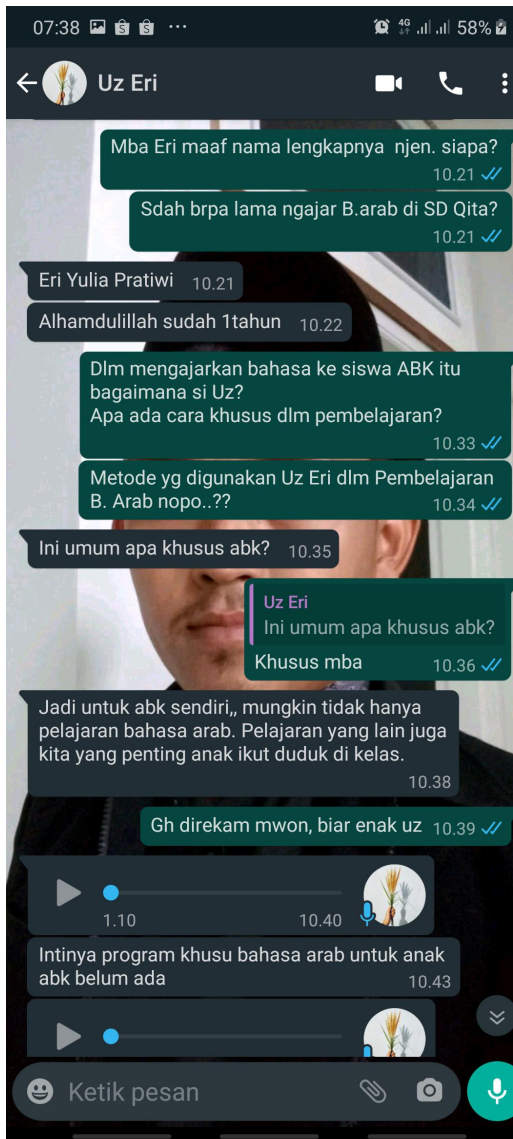 07:38
4G
58%
Uz Eri
Mba Eri maaf nama lengkapnya njen. siapa?
10.21
Sdah brpa lama ngajar B.arab di SD Qita?
10.21
Eri Yulia Pratiwi 10.21
Alhamdulillah sudah 1tahun 10.22
Dlm mengajarkan bahasa ke siswa ABK itu
bagaimana si Uz?
Apa ada cara khusus dlm pembelajaran?
10.33
Metode yg digunakan Uz Eri dlm Pembelajaran
B. Arab nopo..?? 10.34
Ini umum apa khusus abk? 10.35
Uz Eri
Ini umum apa khusus abk?
Khusus mba 10.36
Jadi untuk abk sendiri,, mungkin tidak hanya
pelajaran bahasa arab. Pelajaran yang lain juga
kita yang penting anak ikut duduk di kelas.
10.38
Gh direkam mwon, biar enak uz 10.39
1.10 10.40
Intinya program khusu bahasa arab untuk anak
abk belum ada 10.43
Ketik pesan